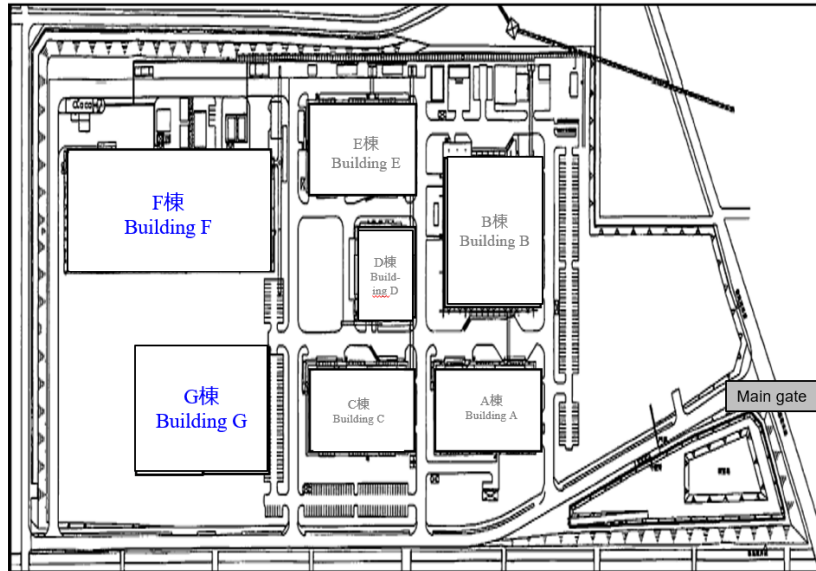 E棟
Building E
F棟
Building F
B棟
Building B
D棟
Build-
ing D
G棟
Building G
C棟
Building C
A棟
Building A
Main gate